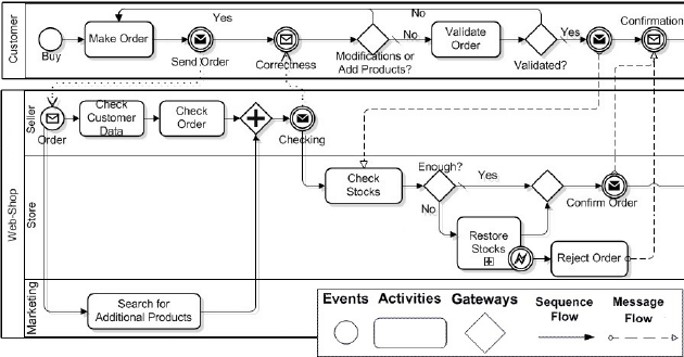 Customer
Buy
Make Order
Yes
Send Order
Correctness
Modifications or
Add Products?
No
No
Validate
Order
Validated?
Yes
Confirmation
Web-Shop
Seller
Order
Check
Customer
Data
Check
Order
Checking
Store
Check
Stocks
Enough?
Yes
No
Restore
Stocks
Reject Order
Confirm Order
Marketing
Search for
Additional Products
Events Activities Gateways
Sequence
Flow
Message
Flow